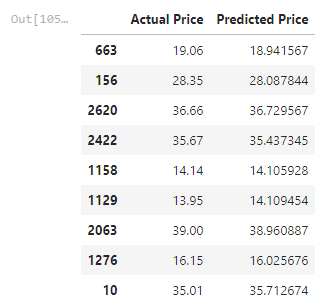 Out[105…
Actual Price Predicted Price
663 19.06 18.941567
156 28.35 28.087844
2620 36.66 36.729567
2422 35.67 35.437345
1158 14.14 14.105928
1129 13.95 14.109454
2063 39.00 38.960887
1276 16.15 16.025676
10 35.01 35.712674